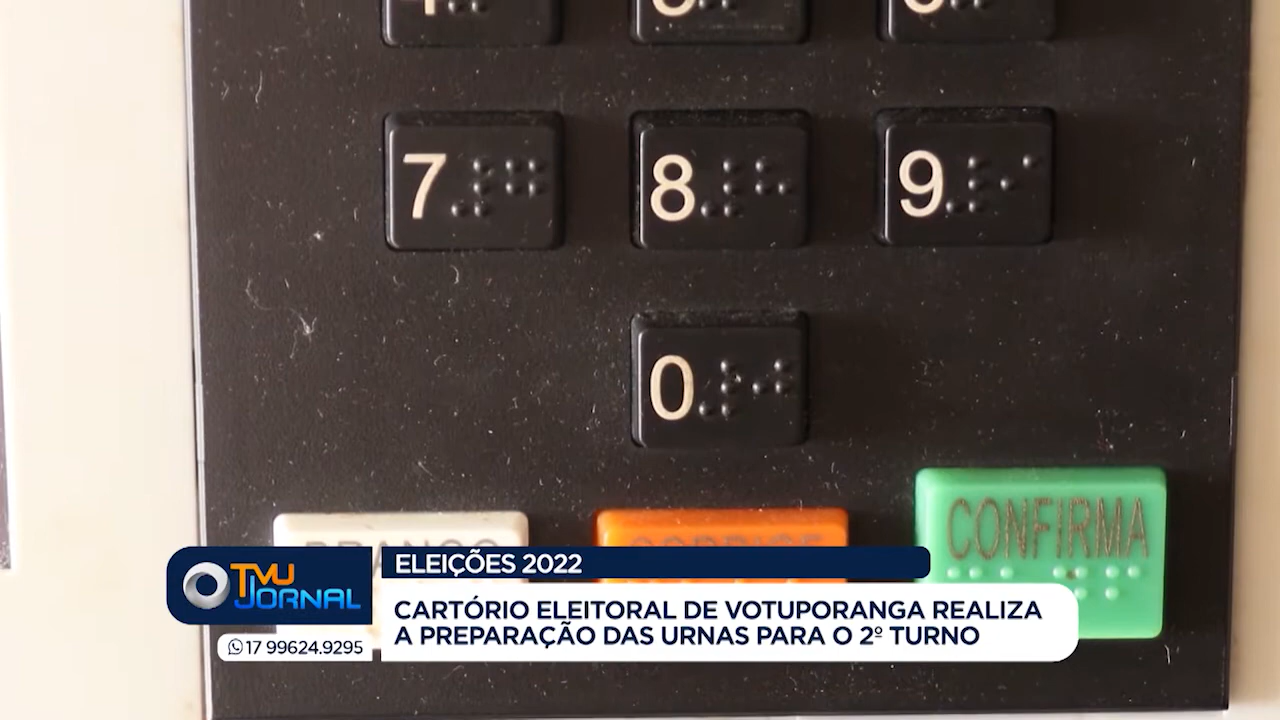 7
8
9
0
CONFIRMA
TVU
JORNAL
ELEIÇÕES 2022
CARTÓRIO ELEITORAL DE VOTUPORANGA REALIZA
A PREPARAÇÃO DAS URNAS PARA O 2º TURNO
17 99624.9295